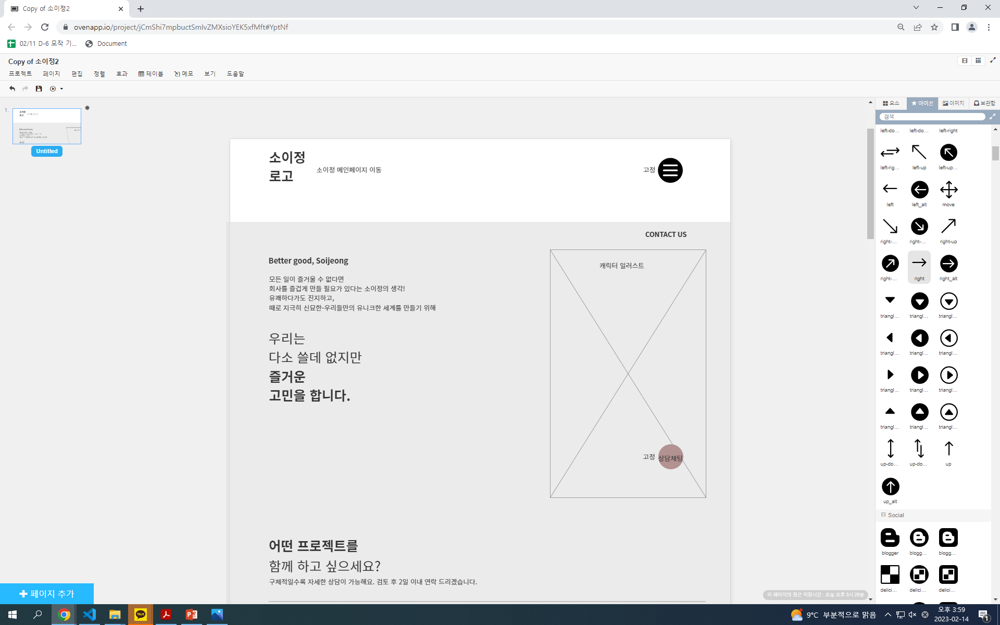 Copy of 소이정2
ovenapp.io/project/jCmShi7mpbuctSmIvZMXsioYEK5xfMft#YptNf
02/11 D-6 모작 기...
Document
Copy of 소이정2
프로젝트 페이지 편집 정렬 효과 테이블 메모 보기 도움말
1.
Untitled
소이정
로고
소이정 메인페이지 이동
고정
CONTACT US
Better good, Soijeong
모든 일이 즐거울 수 없다면
회사를 즐겁게 만들 필요가 있다는 소이정의 생각!
유쾌하다가도 진지하고,
때로 지극히 신묘한-우리들만의 유니크한 세계를 만들기 위해
우리는
다소 쓸데 없지만
즐거운
고민을 합니다.
캐릭터 일러스트
고정
상담채팅
어떤 프로젝트를
함께 하고 싶으세요?
구체적일수록 자세한 상담이 가능해요. 검토 후 2일 이내 연락 드리겠습니다.
이 페이지의 최근 저장시간 : 오늘 오후 3시 29분
요소 아이콘 이미지 보관함
검색
left-do... left-do... left-right
left-rig... left-up left-up...
left left_alt move
right-... right-... right-up
right-... right right_alt
triangl... triangl... triangl...
triangl... triangl... triangl...
triangl... triangl... triangl...
triangl... triangl... triangl...
up-do... up-do... up
up_alt
Social
blogger blogg... blogg...
delici... delici... delici...
페이지 추가
TALK
9°C 부분적으로 맑음
오후 3:59
2023-02-14
1